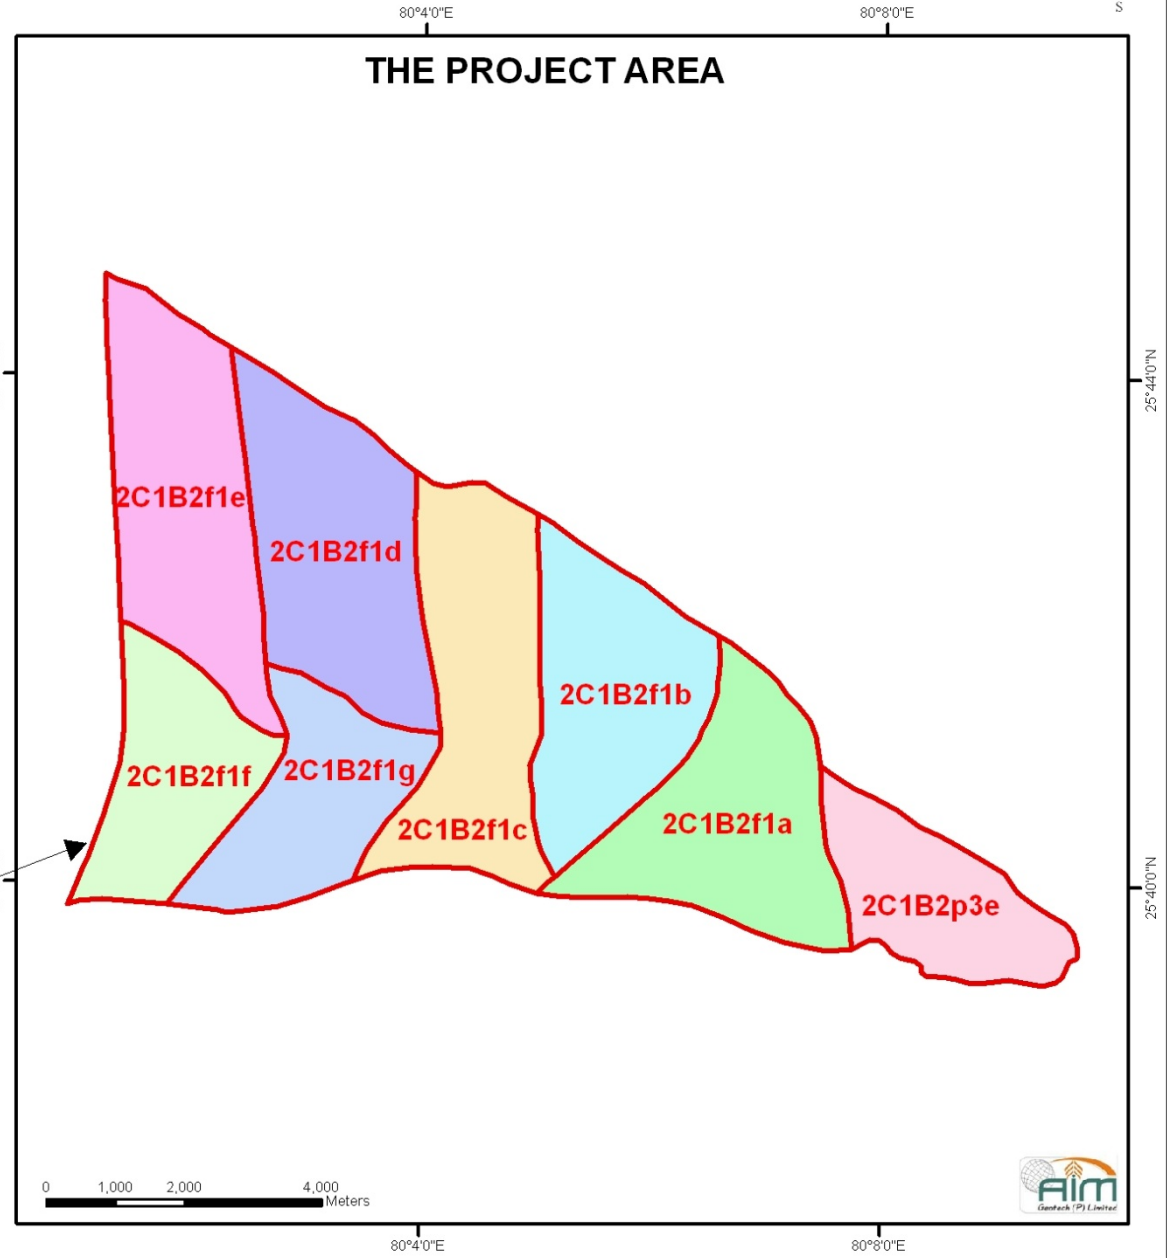 S
80°4'0"E 80°8'0"E
THE PROJECT AREA
25°44'0"N
2C1B2f1e
2C1B2f1d
2C1B2f1b
2C1B2f1f
2C1B2f1g
2C1B2f1c
2C1B2f1a
25°40'0"N
2C1B2p3e
0 1,000 2,000 4,000
Meters
AIM
Geotech (P) Limited
80°4'0"E 80°8'0"E